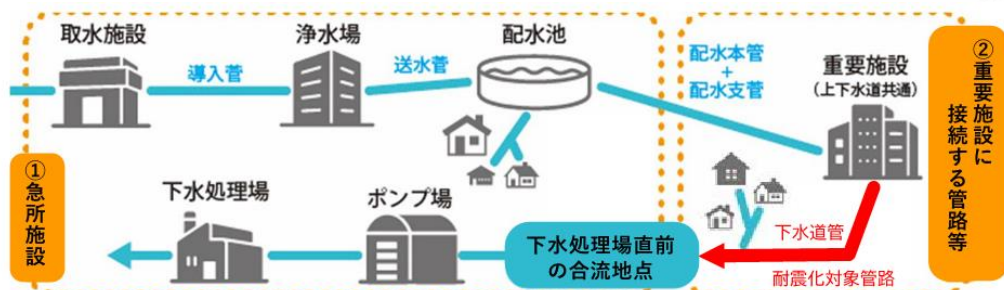 取水施設
導入菅
浄水場
送水菅
配水池
配水本管
+
配水支菅
重要施設
(上下水道共通)
②重要施設に
接続する管路等
①急所施設
下水処理場
ポンプ場
下水処理場直前
の合流地点
下水道管
耐震化対象管路